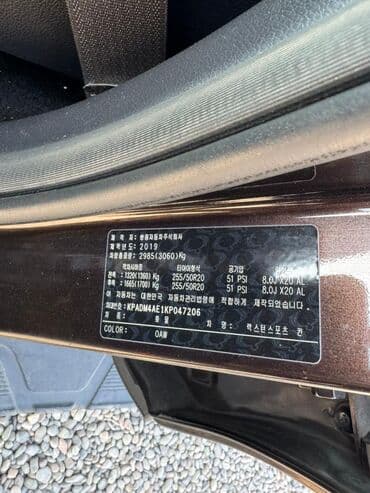 제 작 자: 쌍용자동차주식회사
제작년도: 2019
차량총중량: 2985(3060)Kg
적차시하중 타이어형식 공기압
전축: 1320(1360) Kg 255/50R20 51 PSI 8.0J X20 AL
후축: 1665(1700) Kg 255/50R20 51 PSI 8.0J X20 AL
이 자동차는 대한민국 자동차관리법령에 적합하게 제작되었습니다.
차대번호: KPADM4AE1KP047206
차 명: 렉스턴스포츠 칸
COLOR: OAW